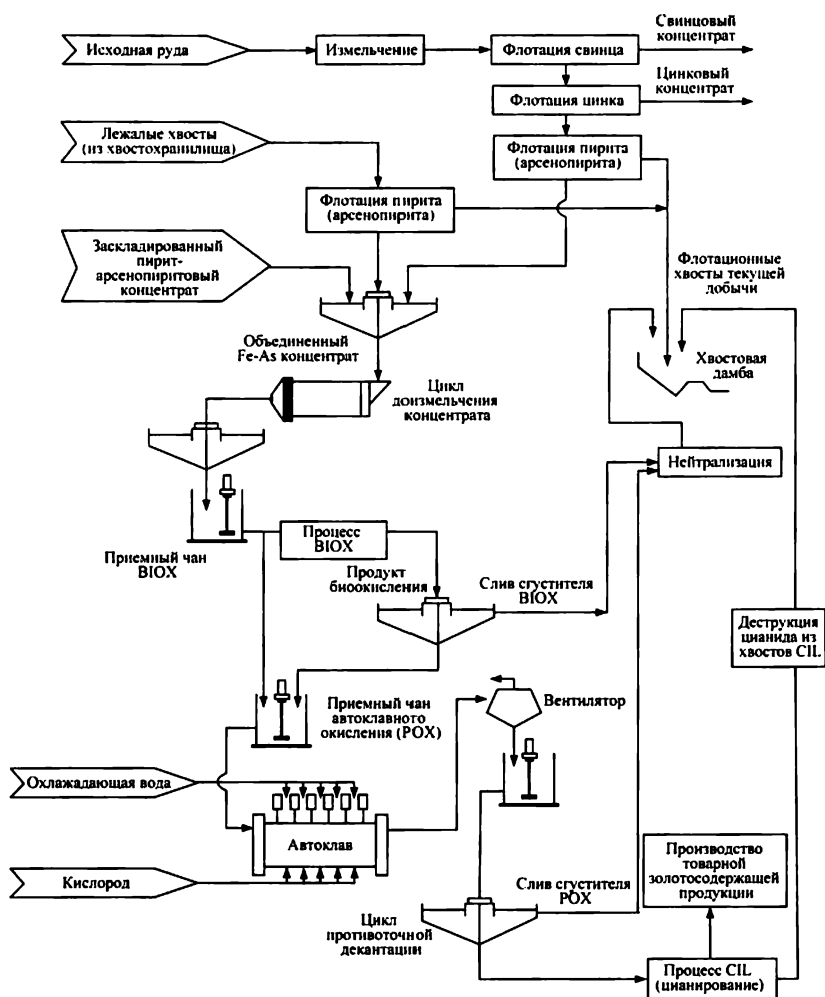 Свинцовый
концентрат
Исходная руда
Измельчение
Флотация свинца
Цинковый
концентрат
Флотация цинка
Лежалые хвосты
(из хвостохранилища)
Флотация пирита
(арсенопирита)
Флотация пирита
(арсенопирита)
Заскладированный
пирит-
арсенопиритовый
концентрат
Флотационные
хвосты текущей
добычи
Объединенный
Fe-As концентрат
Хвостовая
дамба
Цикл
доизмельчения
концентрата
Нейтрализация
Приемный чан
BIOX
Процесс
BIOX
Продукт
биоокисления
Слив сгустителя
BIOX
Деструкция
цианида из
хвостов CIL
Приемный чан
автоклавного
окисления (POX)
Вентилятор
Охлажадающая вода
Автоклав
Кислород
Производство
товарной
золотосодержащей
продукции
Слив сгустителя
POX
Цикл
противоточной
декантации
Процесс CIL
(цианирование)